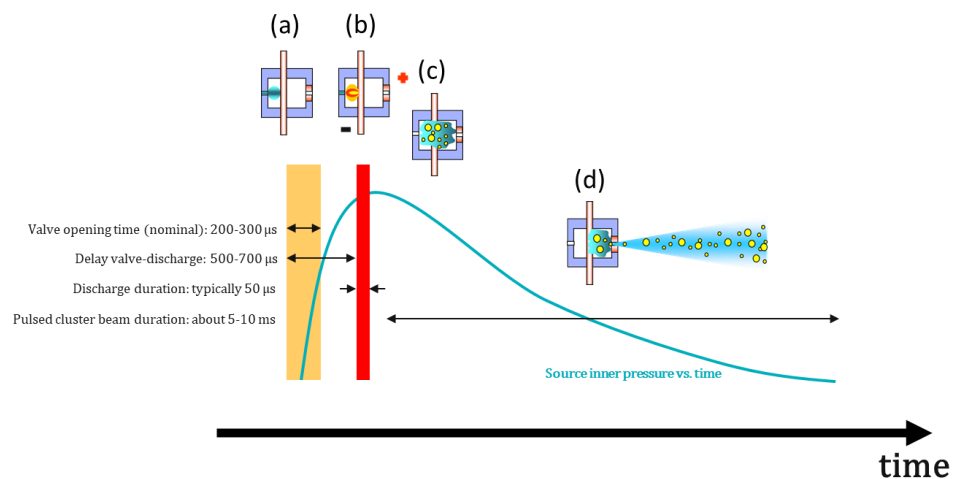 (a)
(b)
(c)
(d)
Valve opening time (nominal): 200-300 μs
Delay valve-discharge: 500-700 μs
Discharge duration: typically 50 μs
Pulsed cluster beam duration: about 5-10 ms
Source inner pressure vs. time
time